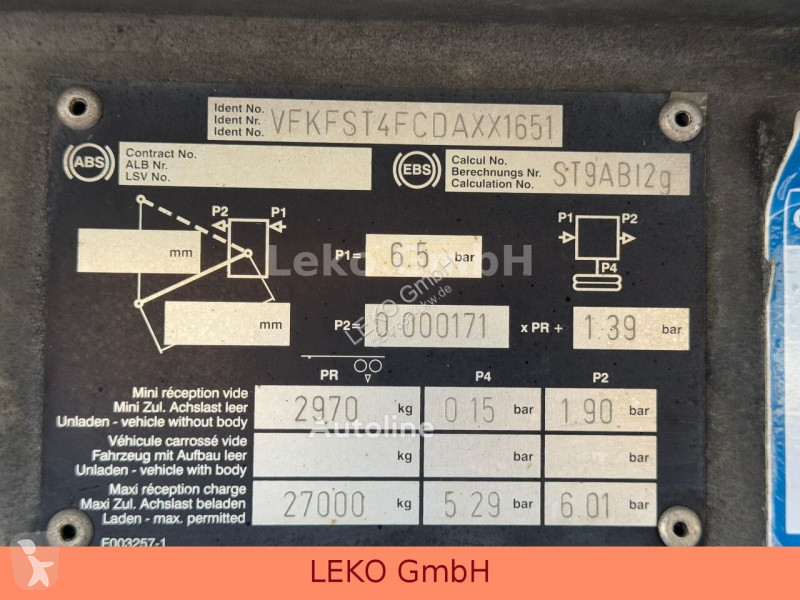 Ident No.
Ident Nr.
Ident No.
VFKFST4FCDAXX1651
ABS
Contract No.
ALB Nr.
LSV No.
EBS
Calcul No.
Berechnungs Nr.
Calculation No.
ST9ABI2g
P2 P1
mm
mm
P1= 6.5 bar
P1 P2
P4
P2= 0.000171 x PR + 1.39 bar
PR P4 P2
Mini réception vide
Mini Zul. Achslast leer
Unladen - vehicle without body
2970 kg 0.15 bar 1.90 bar
Véhicule carrossé vide
Fahrzeug mit Aufbau leer
Unladen - vehicle with body
kg bar bar
Maxi réception charge
Maxi Zul. Achslast beladen
Laden - max. permitted
27000 kg 5.29 bar 6.01 bar
E003257-1
Leko GmbH
LEKO GmbH
Autoline
LEKO GmbH